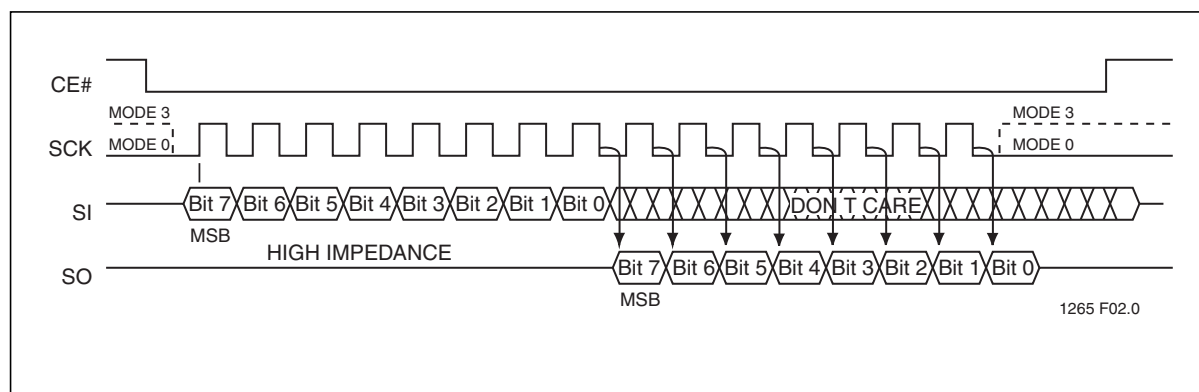 CE#
MODE 3
MODE 3
SCK
MODE 0
MODE 0
SI
Bit 7 Bit 6 Bit 5 Bit 4 Bit 3 Bit 2 Bit 1 Bit 0 DON T CARE
MSB
HIGH IMPEDANCE
SO
Bit 7 Bit 6 Bit 5 Bit 4 Bit 3 Bit 2 Bit 1 Bit 0
MSB
1265 F02.0